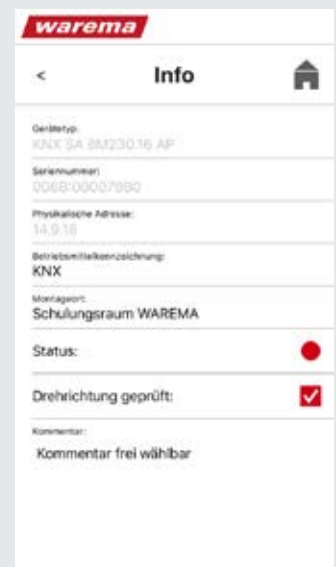 warema
< Info
Gerätetyp:
KNX SA 8M230.16 AP
Seriennummer:
006B:00007880
Physikalische Adresse:
14.9.18
Betriebsmittelkennzeichnung:
KNX
Montageort:
Schulungsraum WAREMA
Status:
Drehrichtung geprüft:
Kommentar:
Kommentar frei wählbar